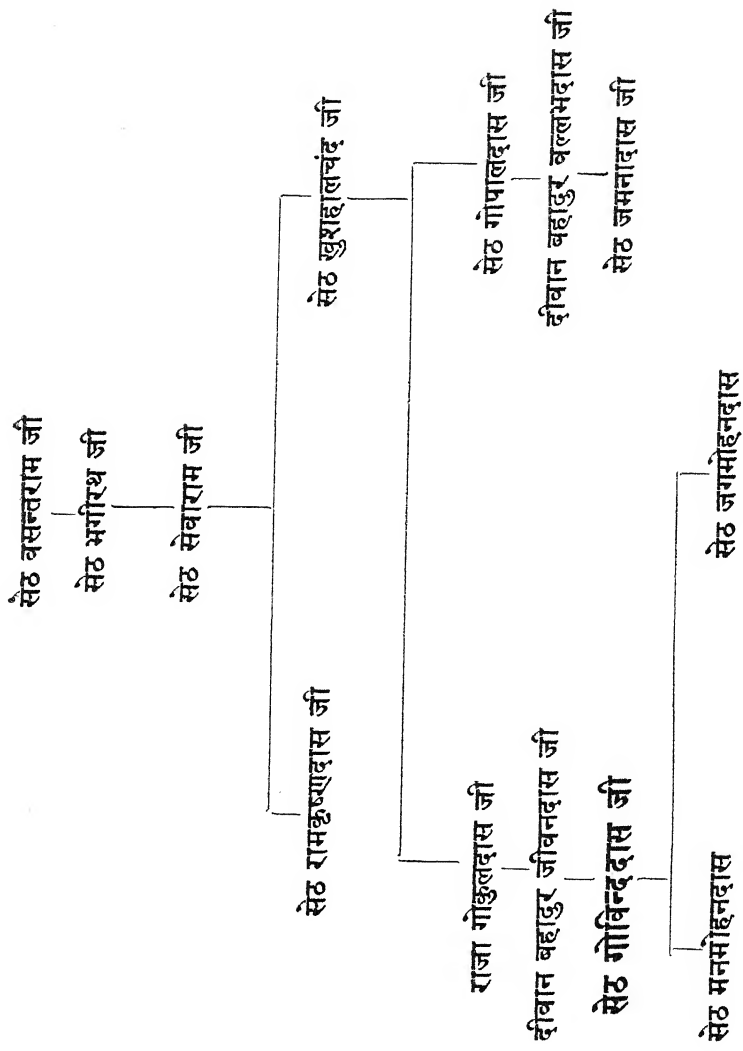 सेठ वसन्तराम जी
सेठ भगीरथ जी
सेठ सेवाराम जी
सेठ रामकृष्णदास जी
सेठ खुशहालचंद जी
राजा गोकुलदास जी
सेठ गोपालदास जी
दीवान बहादुर जीवनदास जी
दीवान बहादुर वल्लभदास जी
सेठ गोविन्ददास जी
सेठ जमनादास जी
सेठ मनमोहनदास
सेठ जगमोहनदास